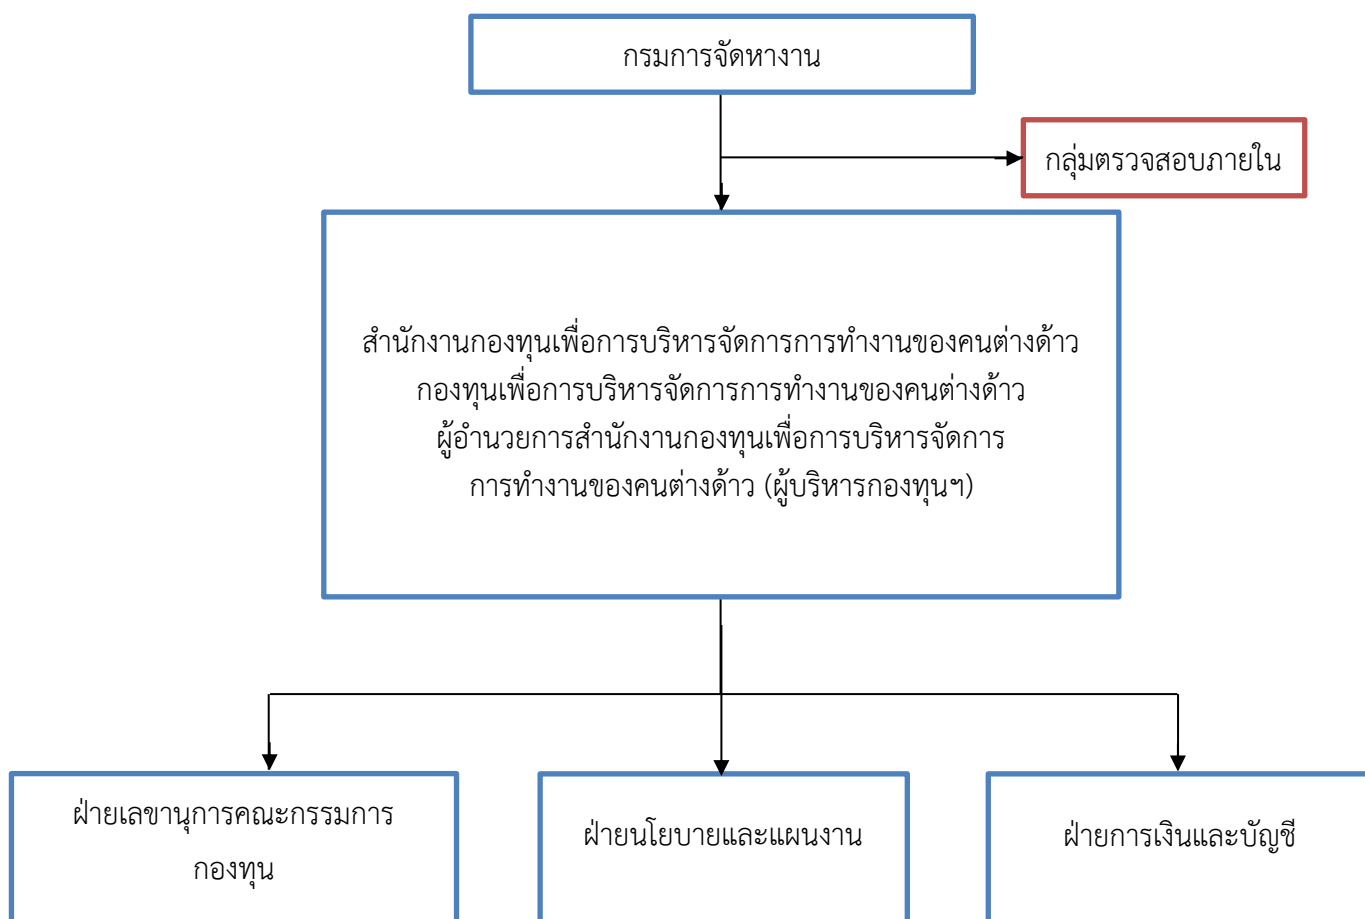 กรมการจัดหางาน
กลุ่มตรวจสอบภายใน
สำนักงานกองทุนเพื่อการบริหารจัดการการทำงานของคนต่างด้าว
กองทุนเพื่อการบริหารจัดการการทำงานของคนต่างด้าว
ผู้อำนวยการสำนักงานกองทุนเพื่อการบริหารจัดการ
การทำงานของคนต่างด้าว (ผู้บริหารกองทุนฯ)
ฝ่ายเลขานุการคณะกรรมการ
กองทุน
ฝ่ายนโยบายและแผนงาน
ฝ่ายการเงินและบัญชี